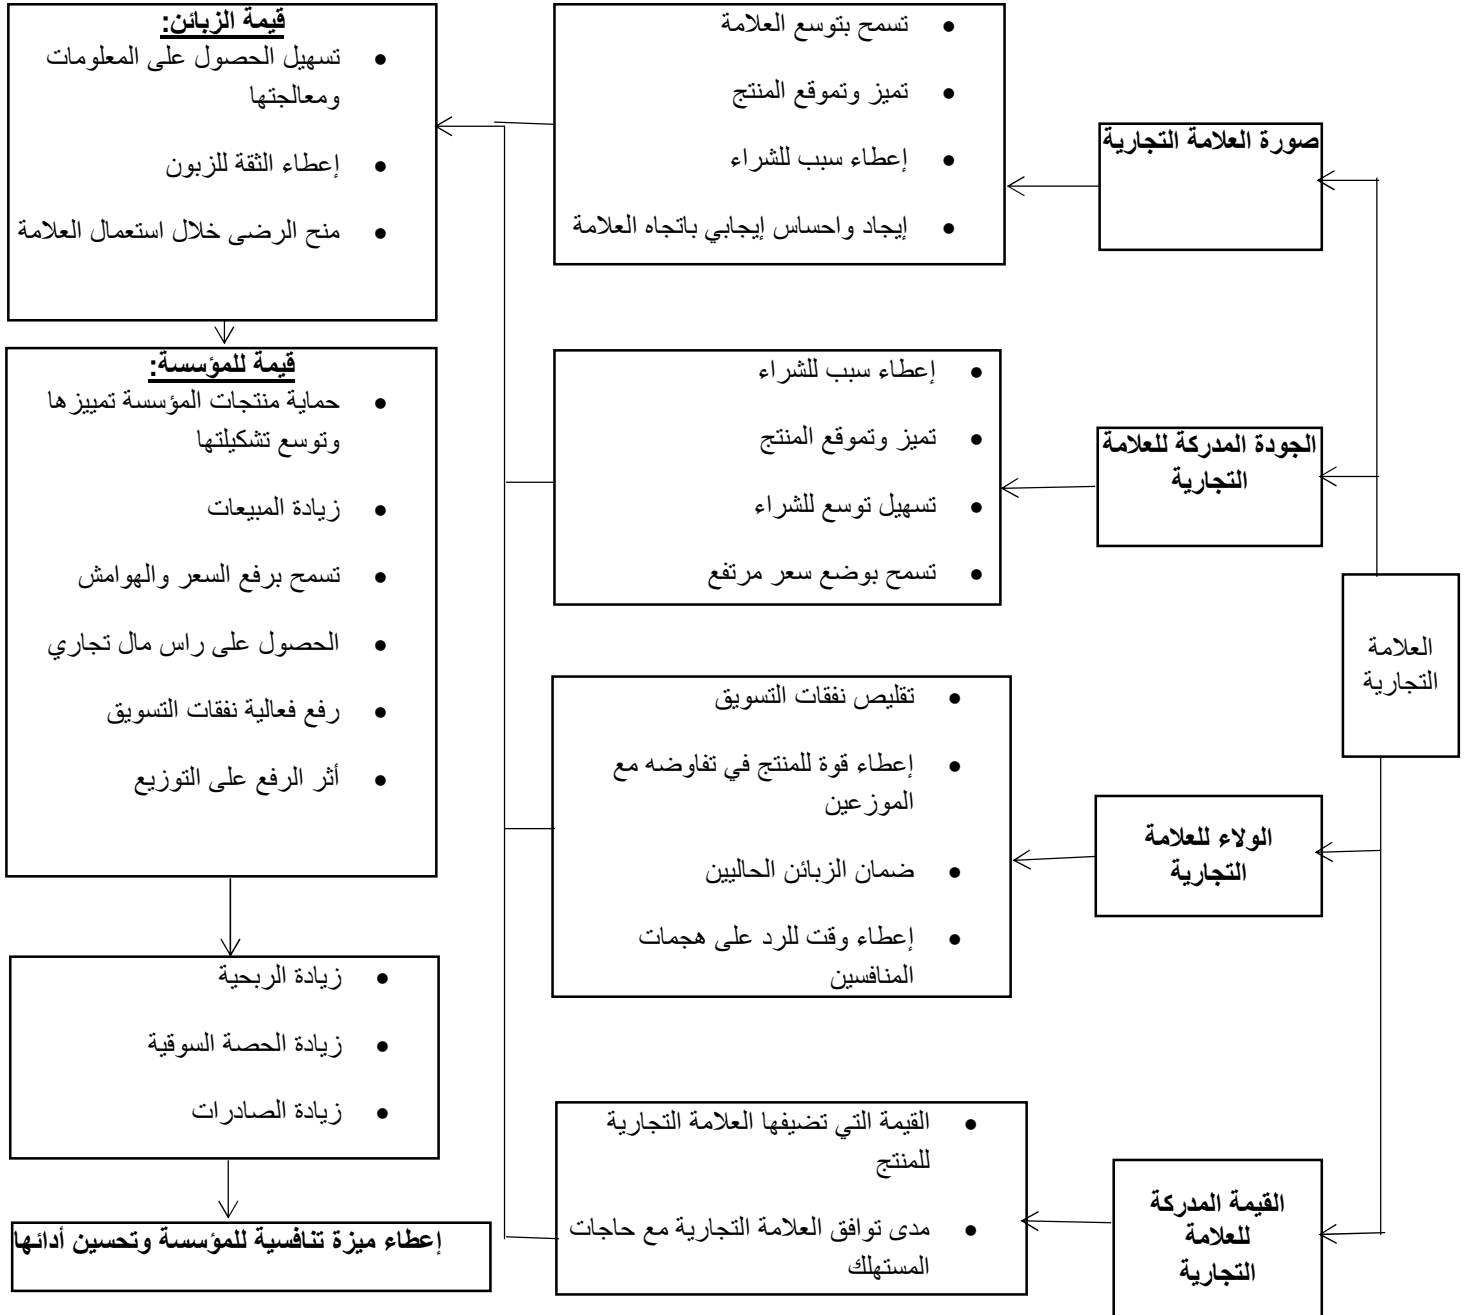 العلامة
التجارية
صورة العلامة التجارية
تسمح بتوسع العلامة
تميز وتموقع المنتج
إعطاء سبب للشراء
إيجاد واحساس إيجابي باتجاه العلامة
الجودة المدركة للعلامة
التجارية
إعطاء سبب للشراء
تميز وتموقع المنتج
تسهيل توسع للشراء
تسمح بوضع سعر مرتفع
الولاء للعلامة
التجارية
تقليص نفقات التسويق
إعطاء قوة للمنتج في تفاوضه مع
الموزعين
ضمان الزبائن الحاليين
إعطاء وقت للرد على هجمات
المنافسين
القيمة المدركة
للعلامة
التجارية
القيمة التي تضيفها العلامة التجارية
للمنتج
مدى توافق العلامة التجارية مع حاجات
المستهلك
قيمة الزبائن:
تسهيل الحصول على المعلومات
ومعالجتها
إعطاء الثقة للزبون
منح الرضى خلال استعمال العلامة
قيمة للمؤسسة:
حماية منتجات المؤسسة تمييزها
وتوسع تشكيلتها
زيادة المبيعات
تسمح برفع السعر والهوامش
الحصول على راس مال تجاري
رفع فعالية نفقات التسويق
أثر الرفع على التوزيع
زيادة الربحية
زيادة الحصة السوقية
زيادة الصادرات
إعطاء ميزة تنافسية للمؤسسة وتحسين أدائها